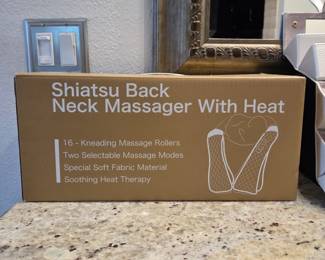 Shiatsu Back
Neck Massager With Heat
16 - Kneading Massage Rollers
Two Selectable Massage Modes
Special Soft Fabric Material
Soothing Heat Therapy